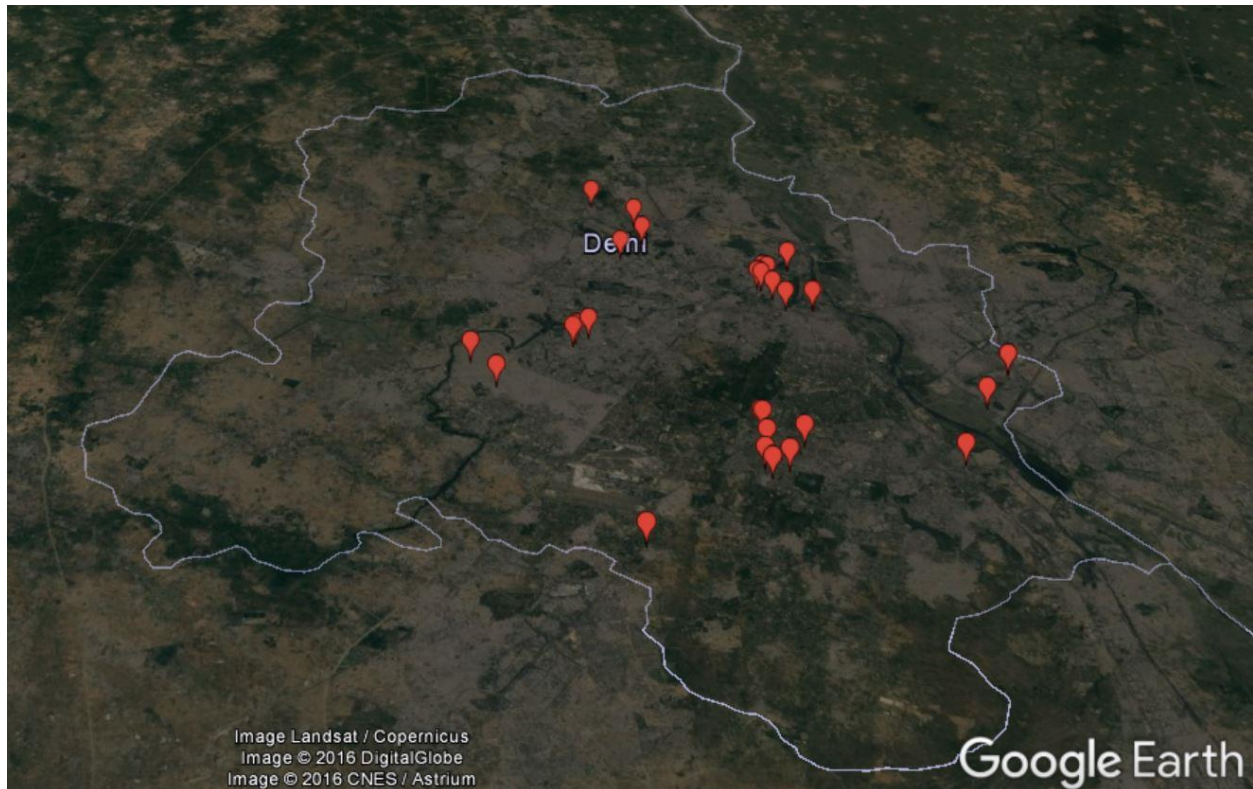 Delhi
Image Landsat / Copernicus
Image © 2016 DigitalGlobe
Image © 2016 CNES / Astrium
Google Earth